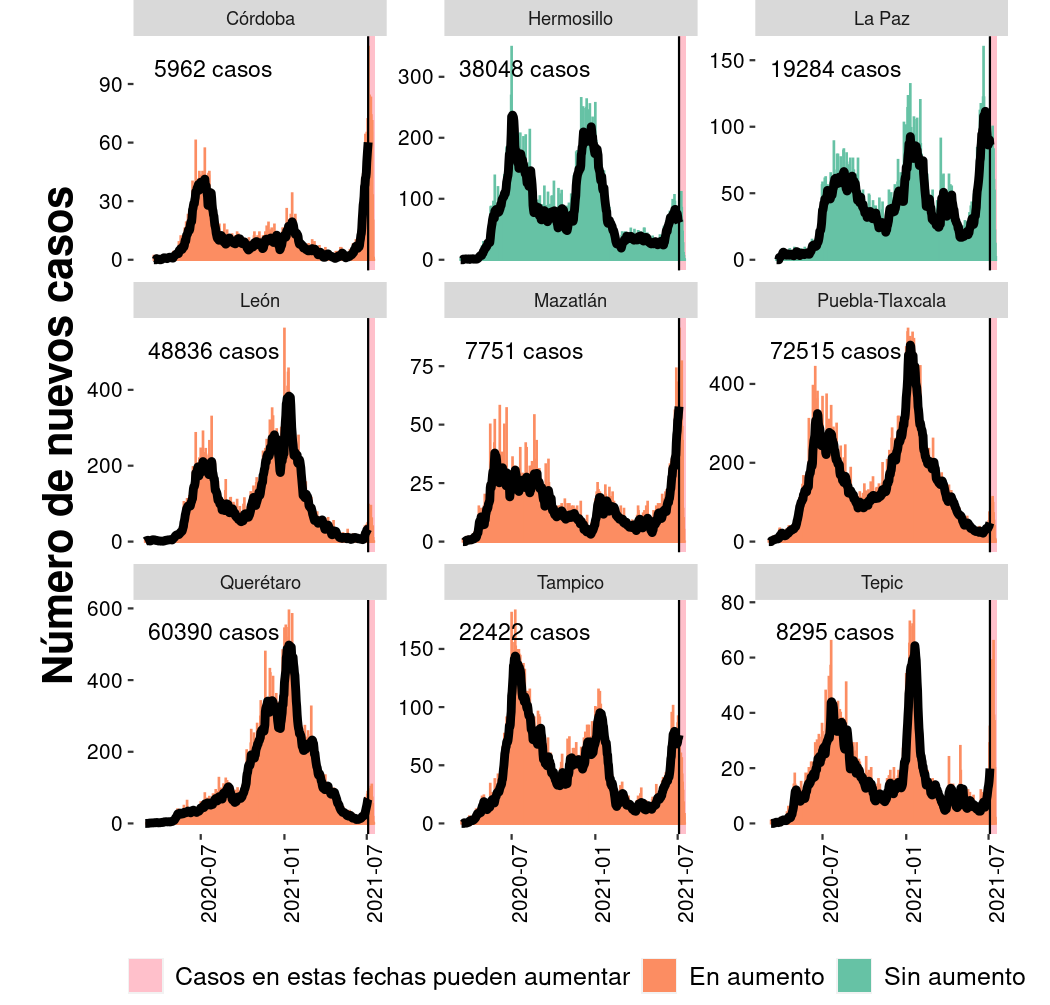 Número de nuevos casos
Córdoba
5962 casos
90
60
30
0
Hermosillo
38048 casos
300
200
100
0
La Paz
19284 casos
150
100
50
0
León
48836 casos
400
200
0
Mazatlán
7751 casos
75
50
25
0
Puebla-Tlaxcala
72515 casos
400
200
0
Querétaro
60390 casos
600
400
200
0
2020-07
2021-01
2021-07
Tampico
22422 casos
150
100
50
0
2020-07
2021-01
2021-07
Tepic
8295 casos
80
60
40
20
0
2020-07
2021-01
2021-07
Casos en estas fechas pueden aumentar
En aumento
Sin aumento